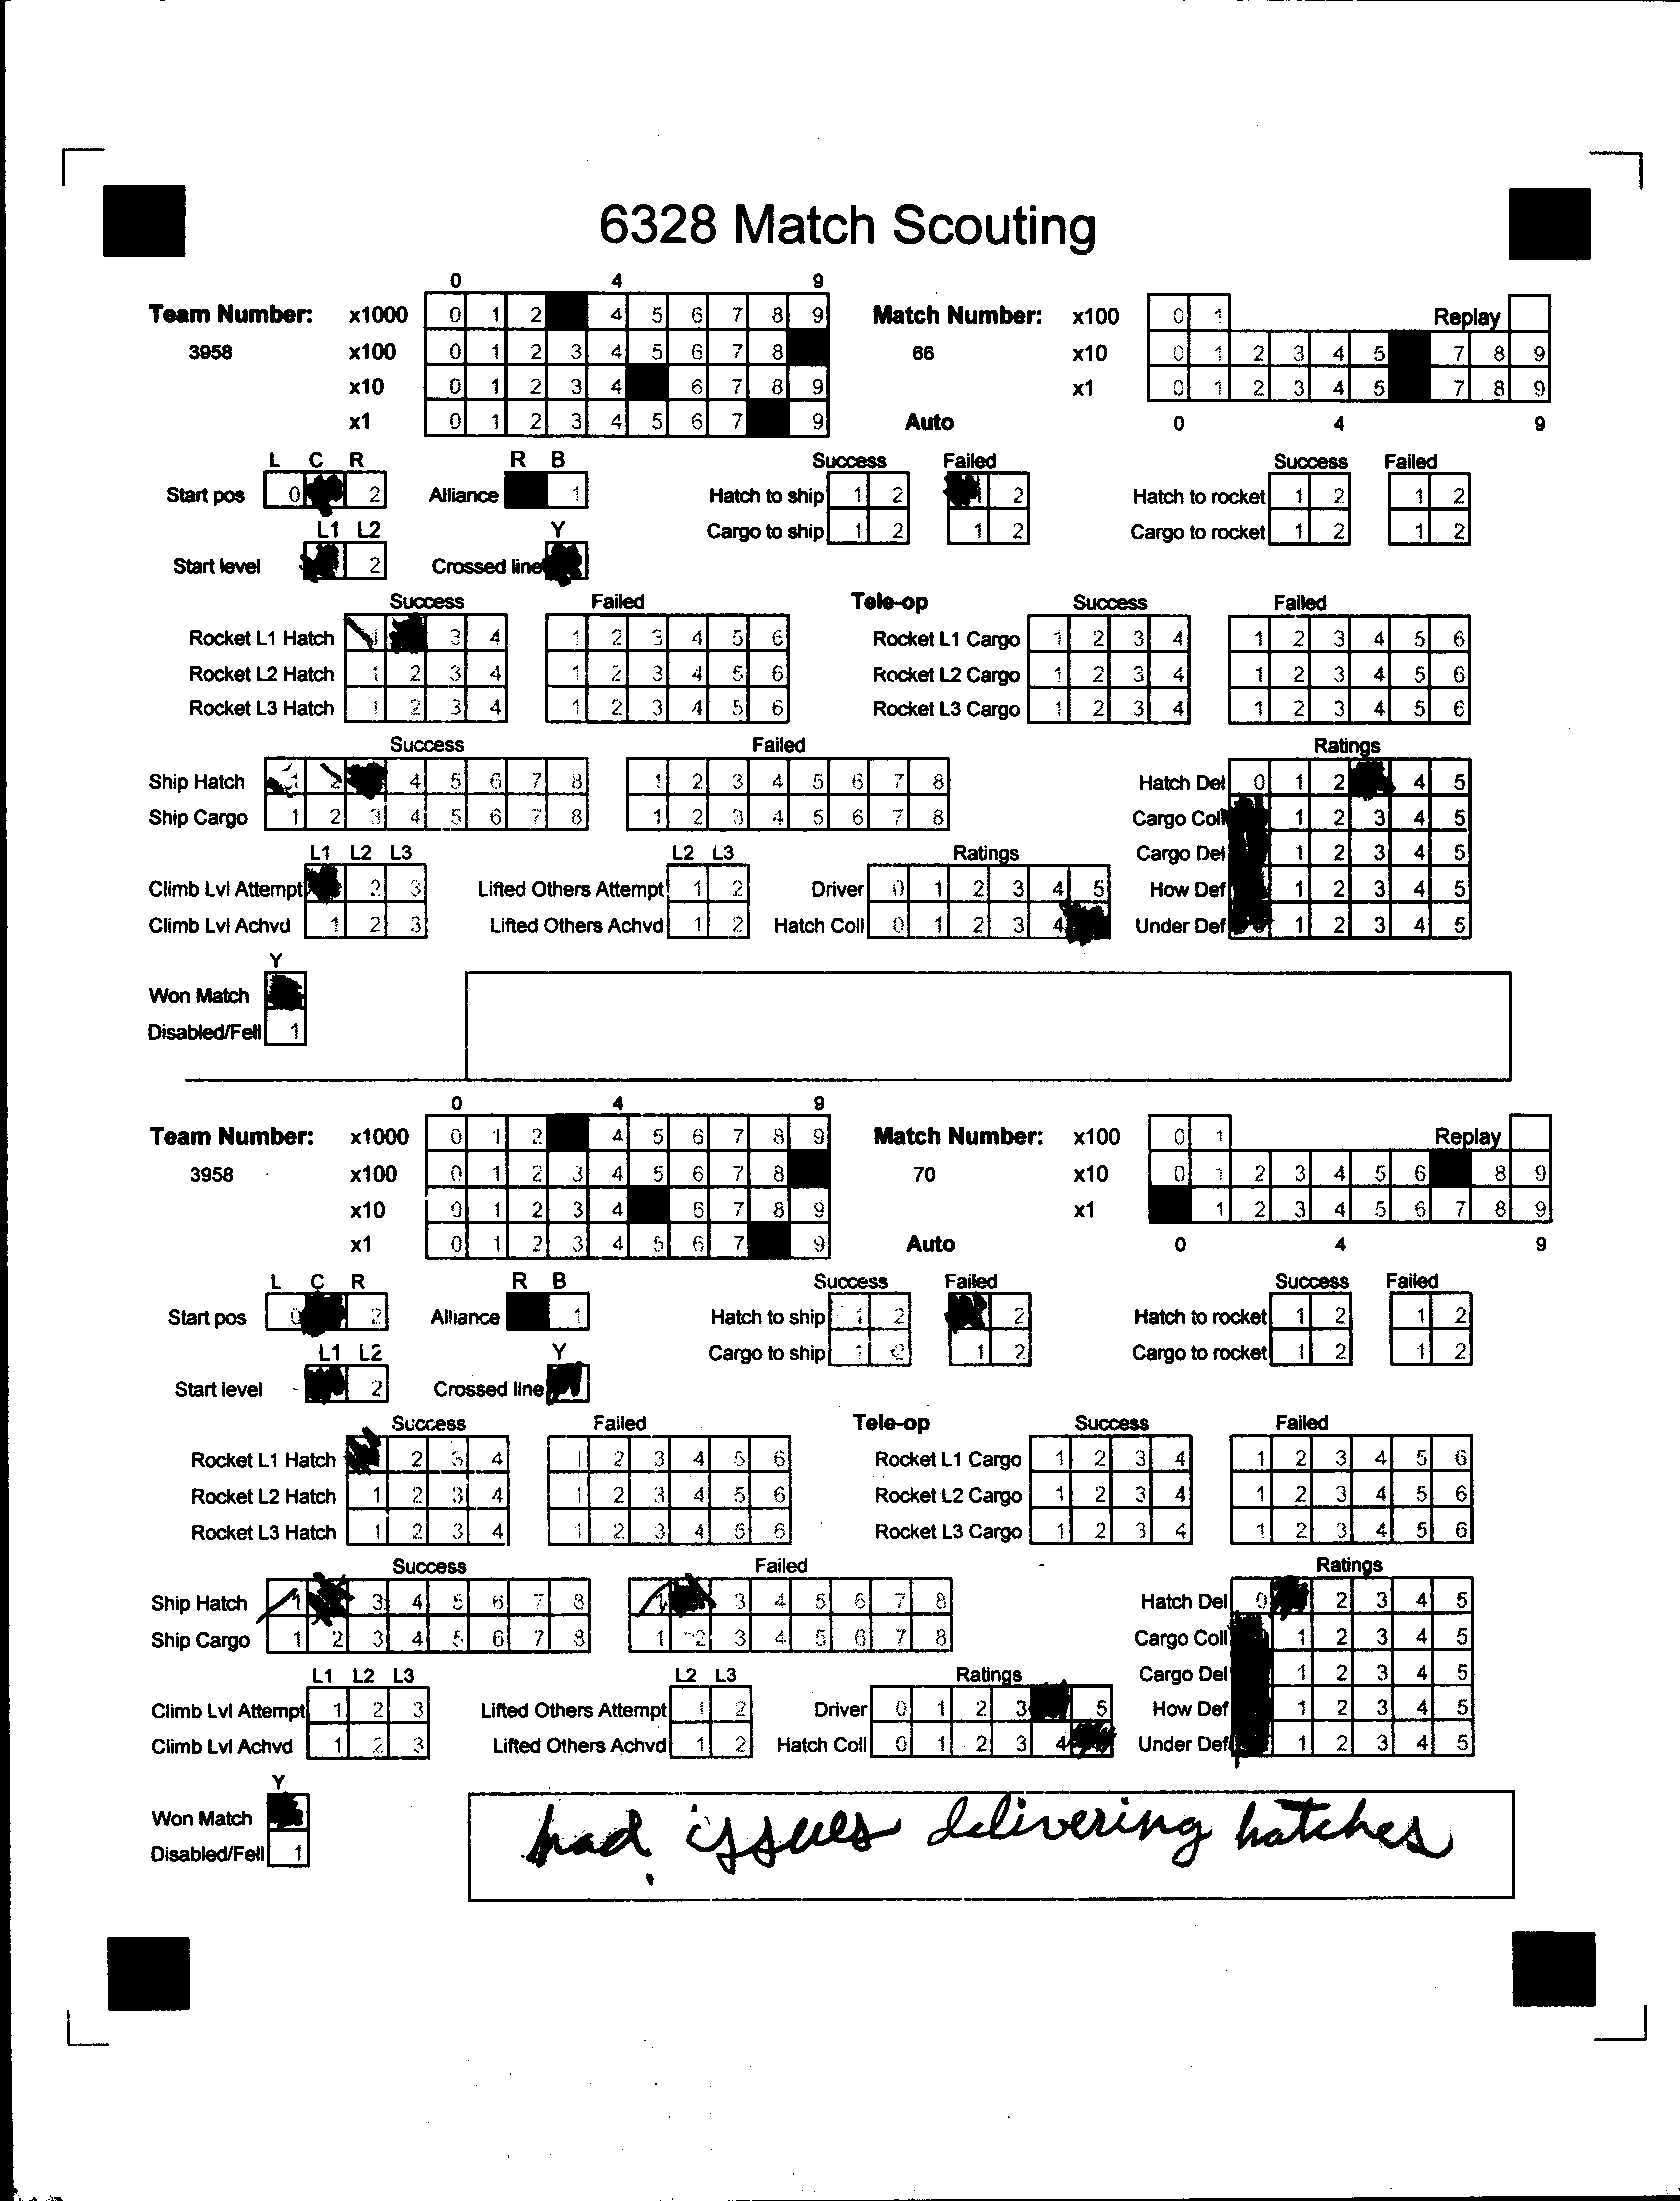 6328 Match Scouting
0 4 9
Team Number: x1000 0 1 2 4 5 6 7 8 9 Match Number: x100 0 1 Replay
3958 x100 0 1 2 3 4 5 6 7 8 66 x10 0 1 2 3 4 5 7 8 9
x10 0 1 2 3 4 6 7 8 9 x1 0 1 2 3 4 5 7 8 9
x1 0 1 2 3 4 5 6 7 9 Auto 0 4 9
L C R R B Success Failed Success Failed
Start pos 0 2 Alliance 1 Hatch to ship 1 2 2 Hatch to rocket 1 2 1 2
L1 L2 Y Cargo to ship 1 2 1 2 Cargo to rocket 1 2 1 2
Start level 2 Crossed line
Success Failed Tele-op Success Failed
Rocket L1 Hatch 1 3 4 1 2 3 4 5 6 Rocket L1 Cargo 1 2 3 4 1 2 3 4 5 6
Rocket L2 Hatch 1 2 3 4 1 2 3 4 5 6 Rocket L2 Cargo 1 2 3 4 1 2 3 4 5 6
Rocket L3 Hatch 1 2 3 4 1 2 3 4 5 6 Rocket L3 Cargo 1 2 3 4 1 2 3 4 5 6
Success Failed Ratings
Ship Hatch 1 2 4 5 6 7 8 1 2 3 4 5 6 7 8 Hatch Del 0 1 2 4 5
Ship Cargo 1 2 3 4 5 6 7 8 1 2 3 4 5 6 7 8 Cargo Coll 1 2 3 4 5
L1 L2 L3 L2 L3 Ratings Cargo Del 1 2 3 4 5
Climb Lvl Attempt 2 3 Lifted Others Attempt 1 2 Driver 0 1 2 3 4 5 How Def 1 2 3 4 5
Climb Lvl Achvd 1 2 3 Lifted Others Achvd 1 2 Hatch Coll 0 1 2 3 4 Under Def 1 2 3 4 5
Y
Won Match
Disabled/Fell 1
0 4 9
Team Number: x1000 0 1 2 4 5 6 7 8 9 Match Number: x100 0 1 Replay
3958 x100 0 1 2 3 4 5 6 7 8 70 x10 0 1 2 3 4 5 6 8 9
x10 0 1 2 3 4 6 7 8 9 x1 1 2 3 4 5 6 7 8 9
x1 0 1 2 3 4 5 6 7 9 Auto 0 4 9
L C R R B Success Failed Success Failed
Start pos 0 2 Alliance 1 Hatch to ship 1 2 2 Hatch to rocket 1 2 1 2
L1 L2 Y Cargo to ship 1 2 1 2 Cargo to rocket 1 2 1 2
Start level 2 Crossed line
Success Failed Tele-op Success Failed
Rocket L1 Hatch 2 3 4 1 2 3 4 5 6 Rocket L1 Cargo 1 2 3 4 1 2 3 4 5 6
Rocket L2 Hatch 1 2 3 4 1 2 3 4 5 6 Rocket L2 Cargo 1 2 3 4 1 2 3 4 5 6
Rocket L3 Hatch 1 2 3 4 1 2 3 4 5 6 Rocket L3 Cargo 1 2 3 4 1 2 3 4 5 6
Success Failed Ratings
Ship Hatch 1 3 4 5 6 7 8 1 3 4 5 6 7 8 Hatch Del 0 2 3 4 5
Ship Cargo 1 2 3 4 5 6 7 8 1 2 3 4 5 6 7 8 Cargo Coll 1 2 3 4 5
L1 L2 L3 L2 L3 Ratings Cargo Del 1 2 3 4 5
Climb Lvl Attempt 1 2 3 Lifted Others Attempt 1 2 Driver 0 1 2 3 5 How Def 1 2 3 4 5
Climb Lvl Achvd 1 2 3 Lifted Others Achvd 1 2 Hatch Coll 0 1 2 3 4 Under Def 1 2 3 4 5
Y
Won Match
Disabled/Fell 1
had issues delivering hatches